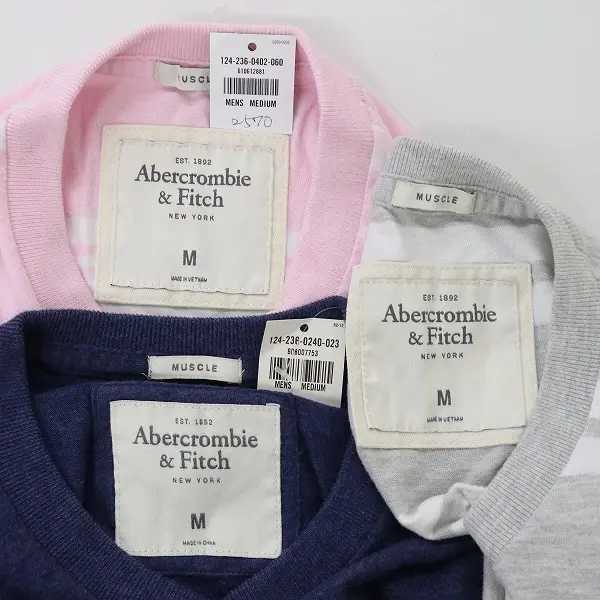 MUSCLE
124-236-0402-060
610612881
MENS MEDIUM
2570
EST. 1892
Abercrombie
& Fitch
NEW YORK
M
MADE IN VIETNAM
MUSCLE
EST. 1892
Abercrombie
& Fitch
NEW YORK
M
MADE IN VIETNAM
124-236-0240-023
608007753
MENS MEDIUM
MUSCLE
EST. 1892
Abercrombie
& Fitch
NEW YORK
M
MADE IN CHINA